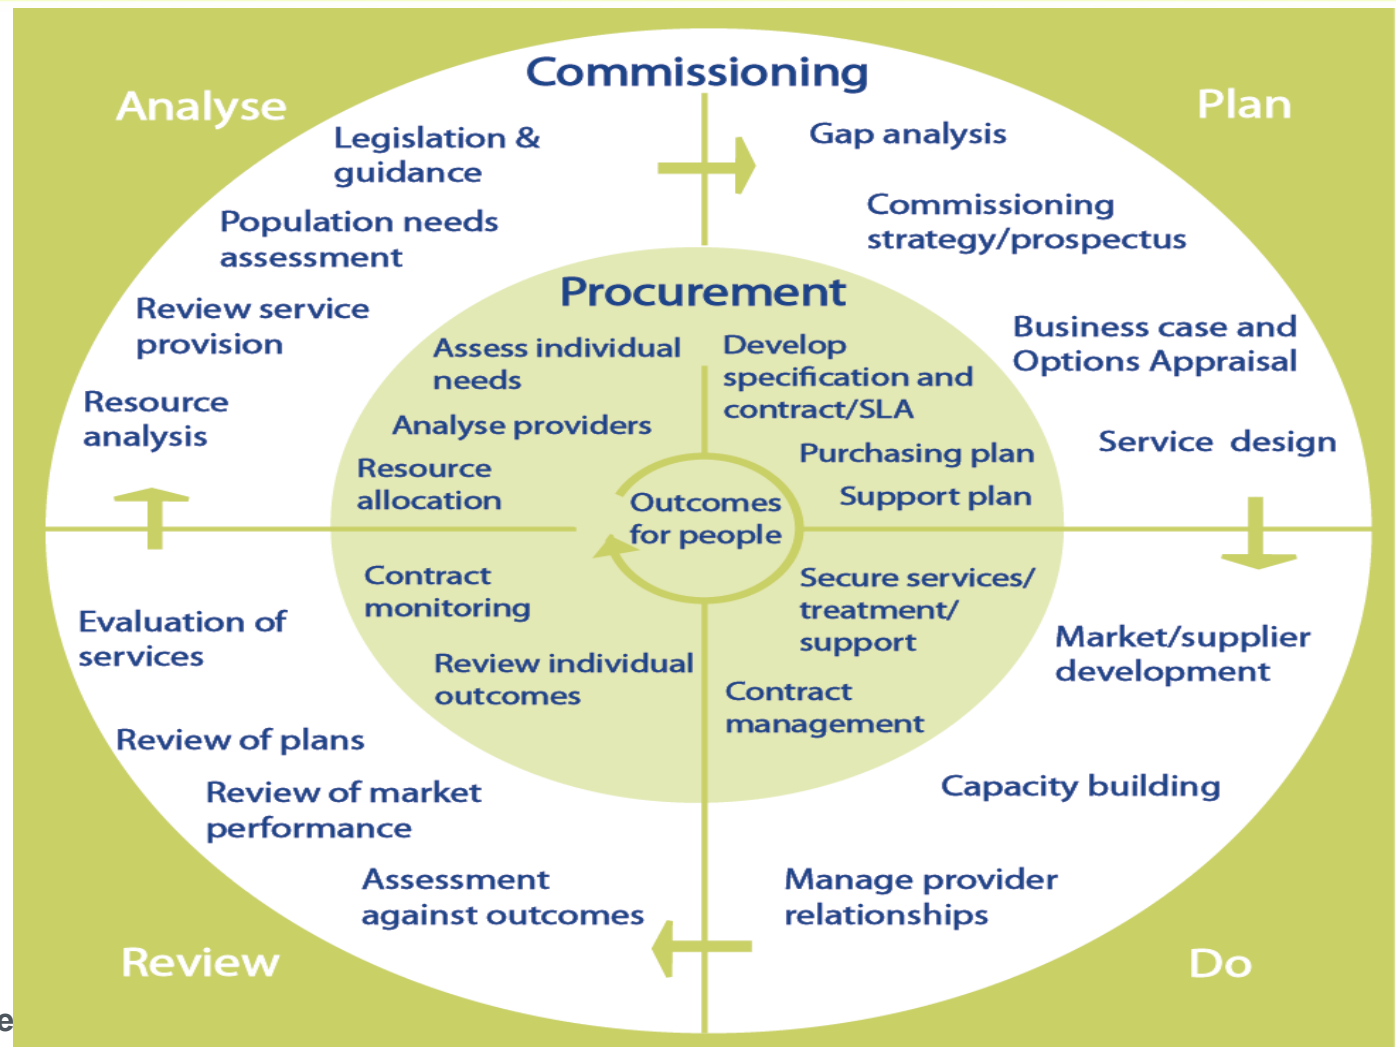 Commissioning
Analyse
Plan
Legislation &
guidance
Population needs
assessment
Review service
provision
Resource
analysis
Gap analysis
Commissioning
strategy/prospectus
Business case and
Options Appraisal
Service design
Procurement
Assess individual
needs
Analyse providers
Resource
allocation
Develop
specification and
contract/SLA
Purchasing plan
Support plan
Outcomes
for people
Contract
monitoring
Review individual
outcomes
Secure services/
treatment/
support
Contract
management
Evaluation of
services
Review of plans
Review of market
performance
Assessment
against outcomes
Market/supplier
development
Capacity building
Manage provider
relationships
Review
Do
e